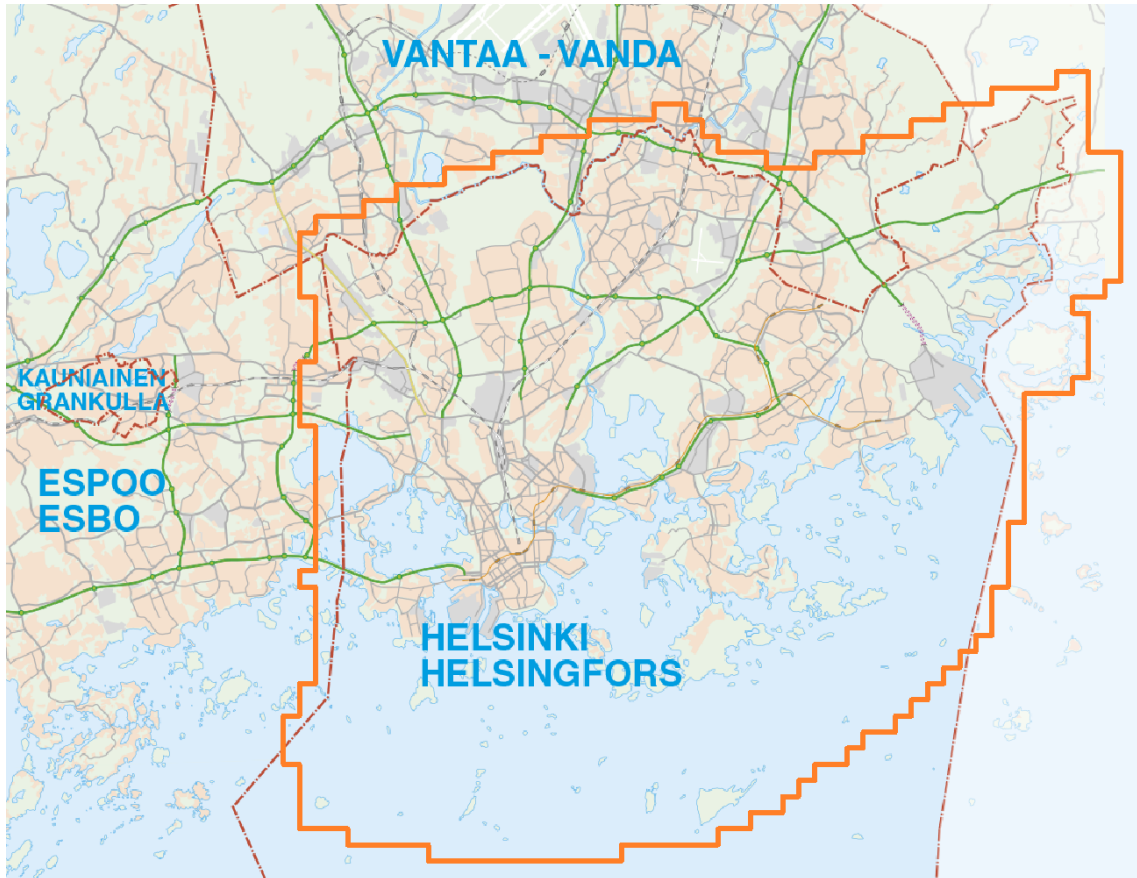 VANTAA - VANDA
KAUNIAINEN
GRANKULLA
ESPOO
ESBO
HELSINKI
HELSINGFORS